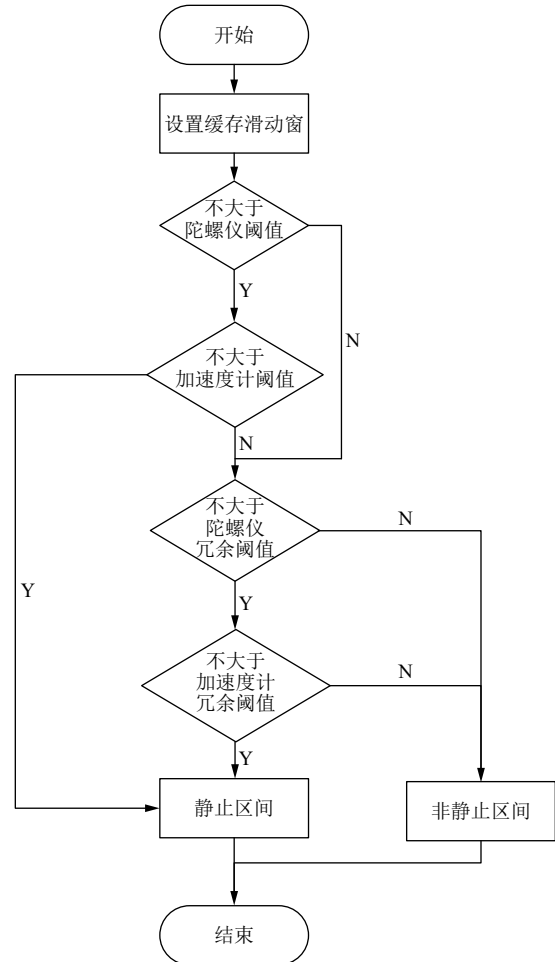 开始
设置缓存滑动窗
不大于
陀螺仪阈值
Y
N
不大于
加速度计阈值
N
不大于
陀螺仪
冗余阈值
N
Y
Y
不大于
加速度计
冗余阈值
N
Y
静止区间
非静止区间
结束